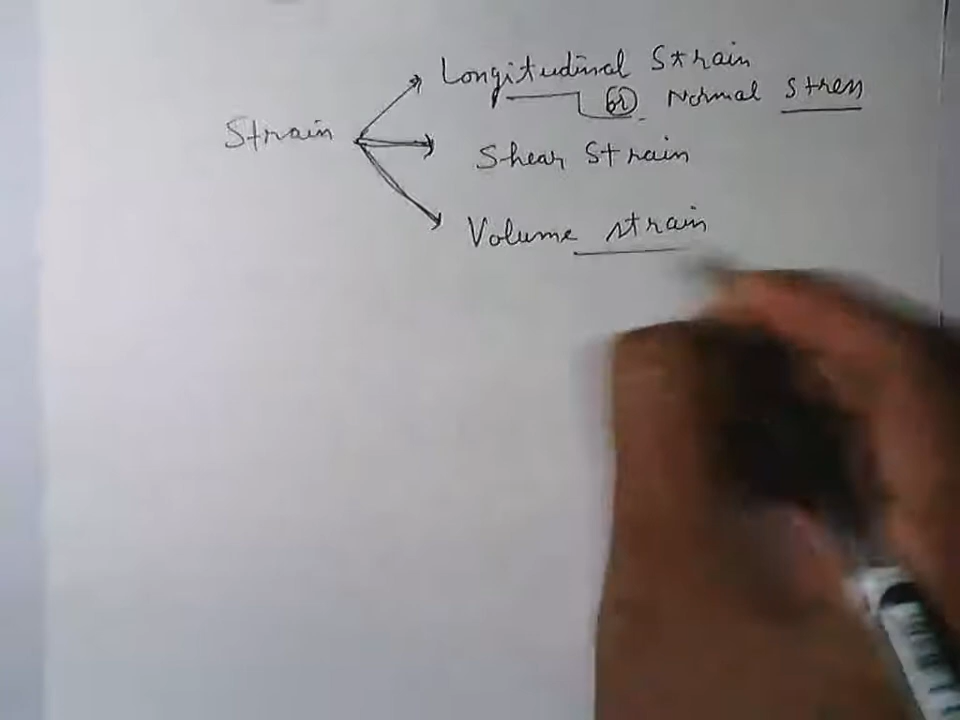 Longitudinal Strain
(or) Normal stress
Strain
Shear Strain
Volume strain